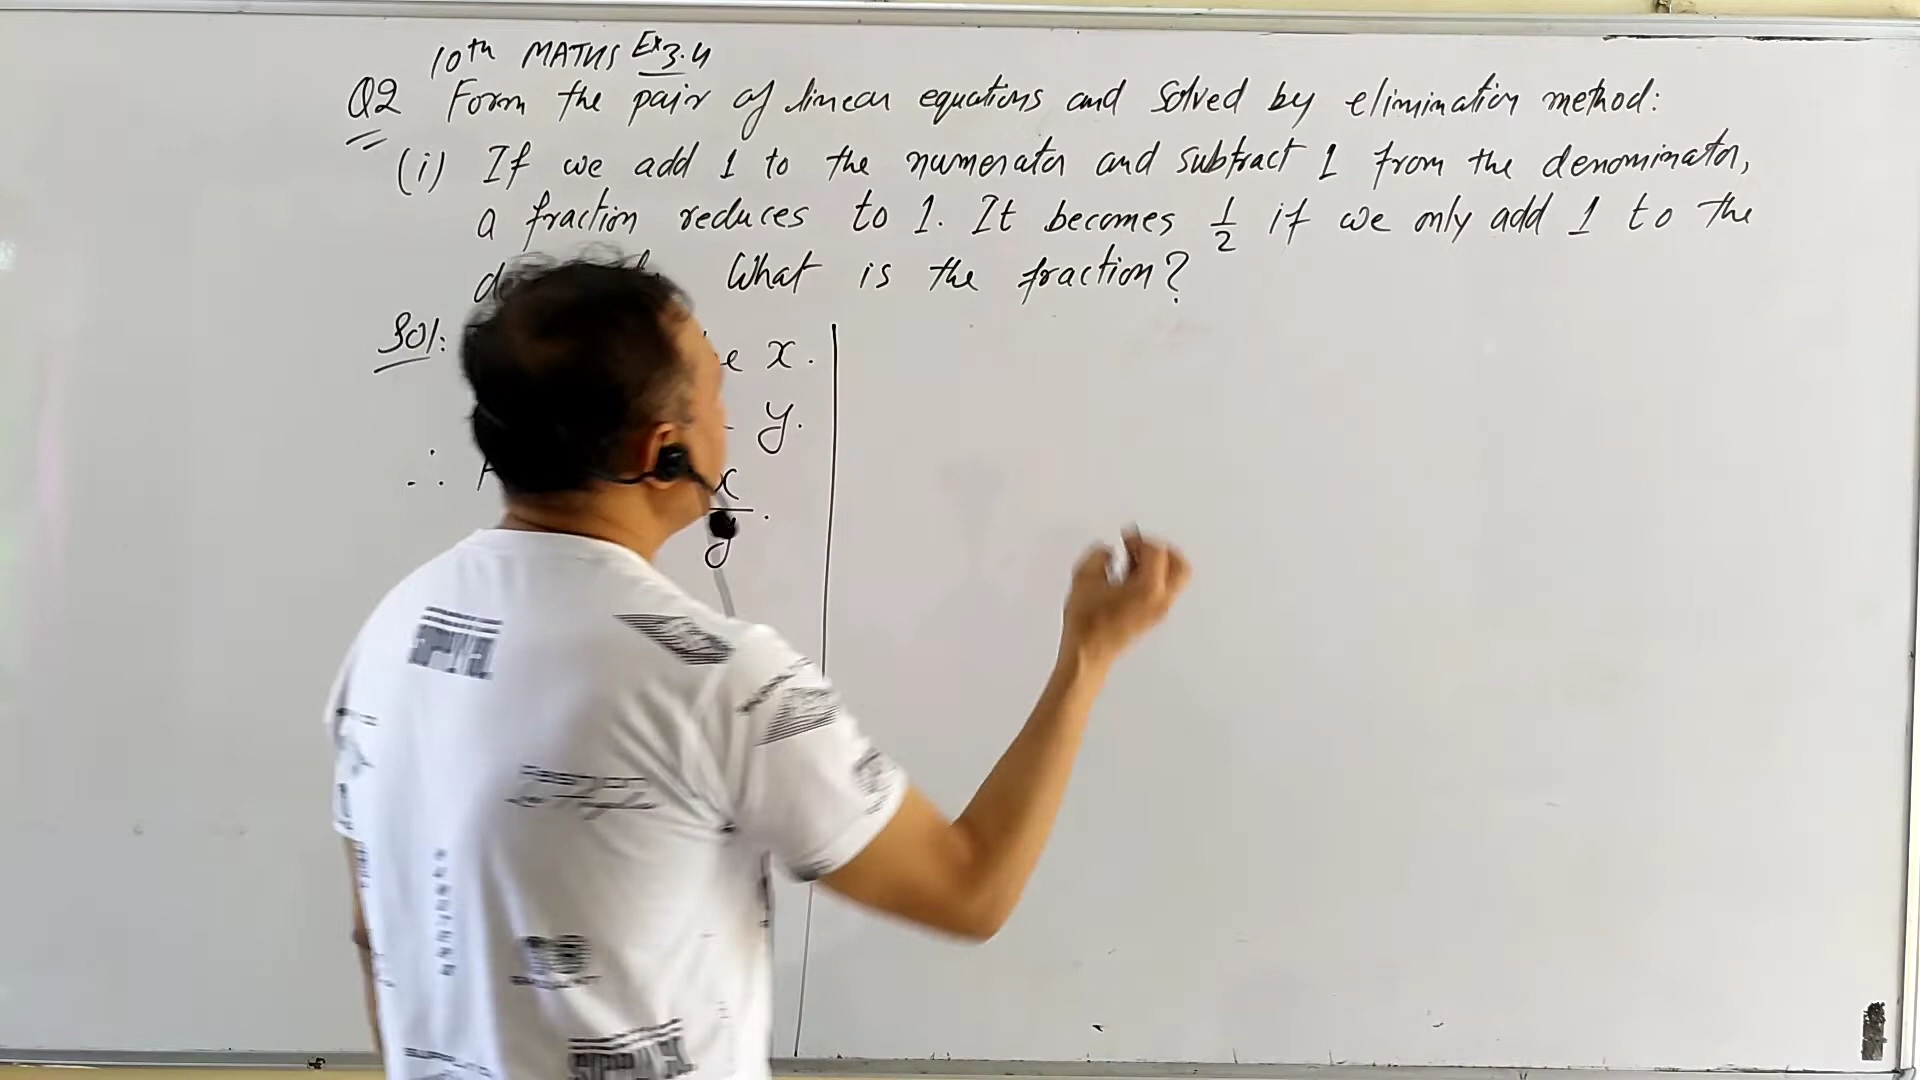 10th MATHS Ex 3.4
Q2 Form the pair of linear equations and solved by elimination method:
(i) If we add 1 to the numerator and subtract 1 from the denominator,
a fraction reduces to 1. It becomes 1/2 if we only add 1 to the
What is the fraction?
Sol: x.
y.
∴ x/y.